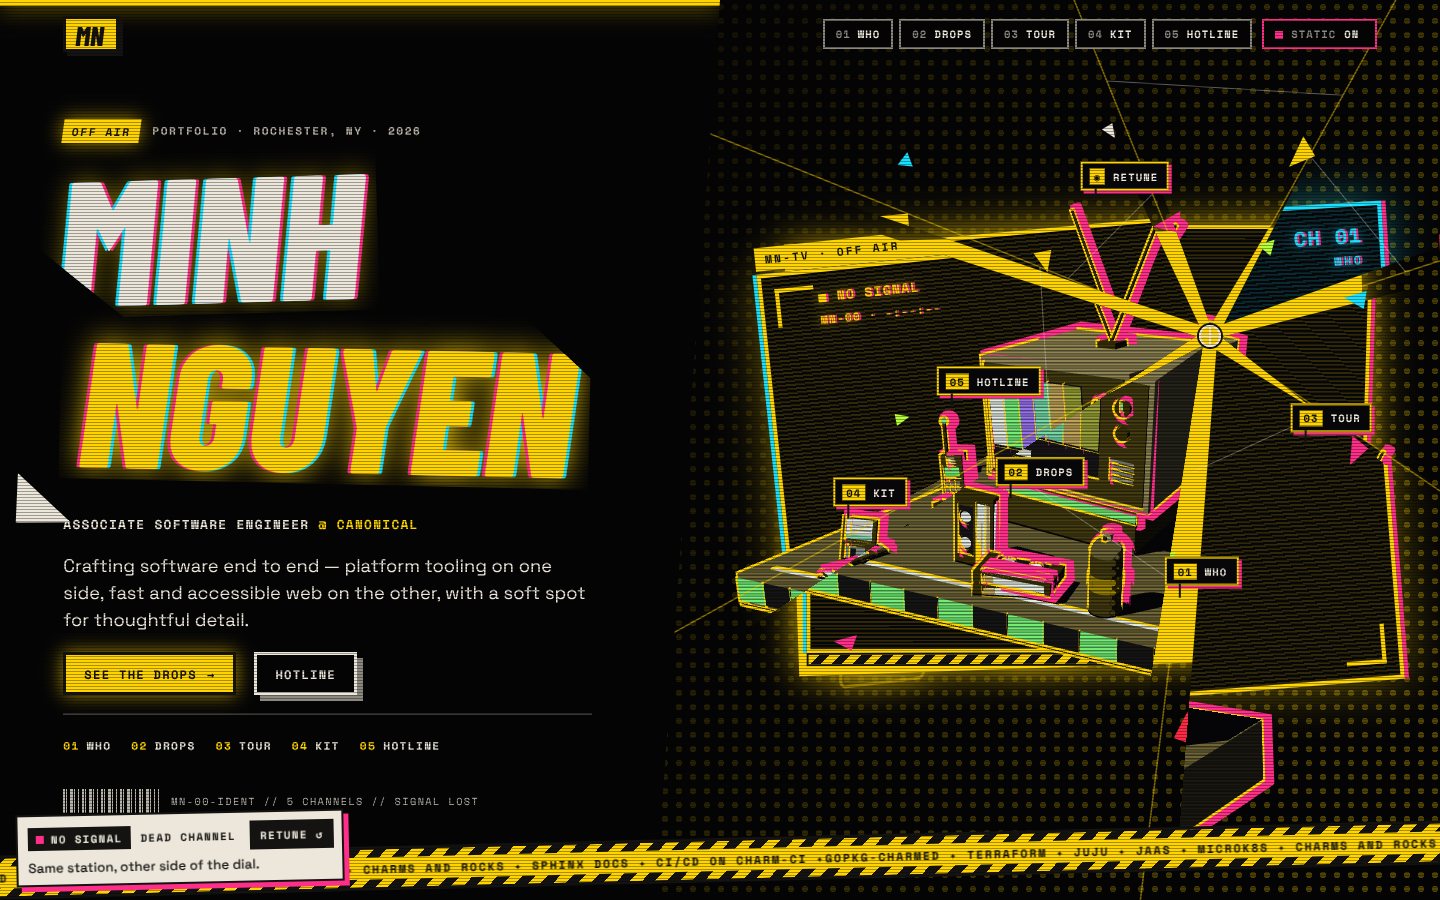 MN
01 WHO
02 DROPS
03 TOUR
04 KIT
05 HOTLINE
STATIC ON
OFF AIR
PORTFOLIO · ROCHESTER, NY · 2026
MINH
NGUYEN
ASSOCIATE SOFTWARE ENGINEER @ CANONICAL
Crafting software end to end — platform tooling on one
side, fast and accessible web on the other, with a soft spot
for thoughtful detail.
SEE THE DROPS →
HOTLINE
01 WHO 02 DROPS 03 TOUR 04 KIT 05 HOTLINE
MN-00-IDENT // 5 CHANNELS // SIGNAL LOST
RETUNE
CH 01
WHO
MN-TV · OFF AIR
NO SIGNAL
MN-00 · -:--:--
05 HOTLINE
03 TOUR
02 DROPS
04 KIT
01 WHO
NO SIGNAL
DEAD CHANNEL
RETUNE ↺
Same station, other side of the dial.
CHARMS AND ROCKS ✦ SPHINX DOCS ✦ CI/CD ON CHARM-CI ✦GOPKG-CHARMED ✦ TERRAFORM ✦ JUJU ✦ JAAS ✦ MICROK8S ✦ CHARMS AND ROCKS